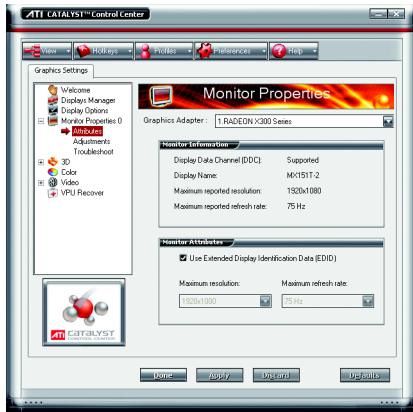 ATI CATALYST™ Control Center
View
Hotkeys
Profiles
Preferences
Help
Graphics Settings
Welcome
Displays Manager
Display Options
Monitor Properties 0
Attributes
Adjustments
Troubleshoot
3D
Color
Video
VPU Recover
Monitor Properties
Graphics Adapter : 1.RADEON X300 Series
Monitor Information
Display Data Channel (DDC): Supported
Display Name: MX151T-2
Maximum reported resolution: 1920x1080
Maximum reported refresh rate: 75 Hz
Monitor Attributes
Use Extended Display Identification Data (EDID)
Maximum resolution: Maximum refresh rate:
1920x1080 75 Hz
ATI CATALYST
CONTROL CENTER
Done Apply Discard Defaults